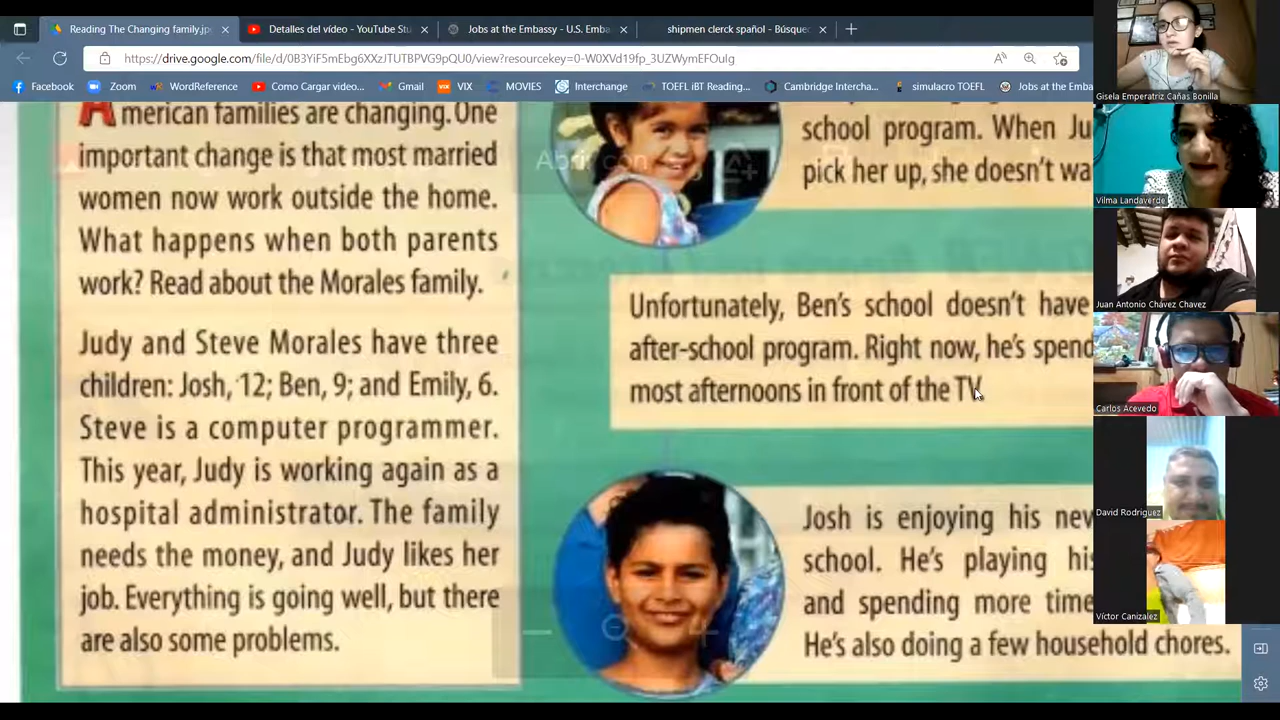 Reading The Changing family.jp
Detalles del vídeo - YouTube Stu
Jobs at the Embassy - U.S. Emba
shipmen clerck spañol - Búsque
https://drive.google.com/file/d/0B3YiF5mEbg6XXzJTUTBPVG9pQU0/view?resourcekey=0-W0XVd19fp_3UZWymEFOulg
Facebook
Zoom
WordReference
Como Cargar video...
Gmail
VIX
MOVIES
Interchange
TOEFL iBT Reading...
Cambridge Intercha...
simulacro TOEFL
Jobs at the Embassy
American families are changing. One
important change is that most married
women now work outside the home.
What happens when both parents
work? Read about the Morales family.
Judy and Steve Morales have three
children: Josh, 12; Ben, 9; and Emily, 6.
Steve is a computer programmer.
This year, Judy is working again as a
hospital administrator. The family
needs the money, and Judy likes her
job. Everything is going well, but there
are also some problems.
Abrir con
school program. When Ju
pick her up, she doesn't wa
Unfortunately, Ben's school doesn't have
after-school program. Right now, he's spend
most afternoons in front of the TV.
Josh is enjoying his new
school. He's playing his
and spending more time
He's also doing a few household chores.
Gisela Emperatriz Cañas Bonilla
Vilma Landaverde
Juan Antonio Chávez Chavez
Carlos Acevedo
David Rodriguez
Víctor Canizalez